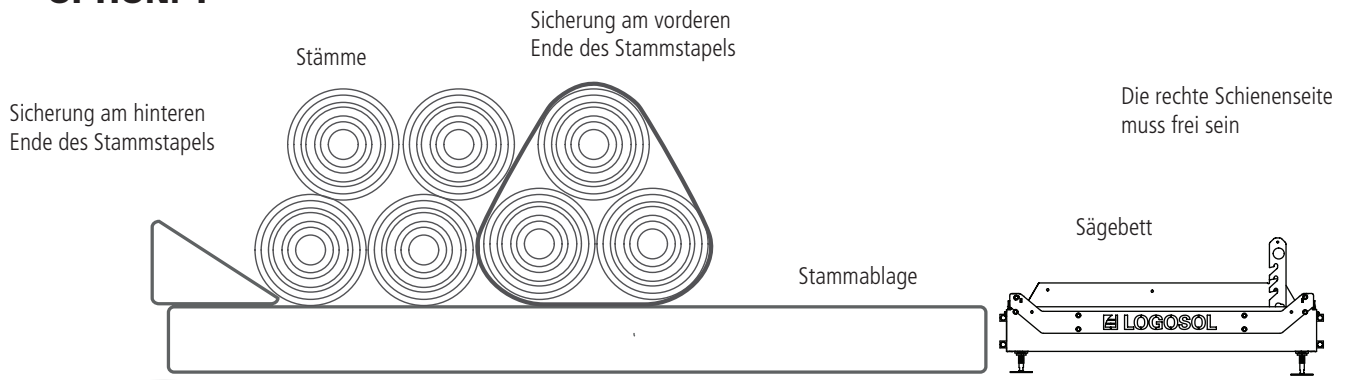 Sicherung am vorderen
Ende des Stammstapels
Stämme
Sicherung am hinteren
Ende des Stammstapels
Die rechte Schienenseite
muss frei sein
Sägebett
Stammablage
LOGOSOL